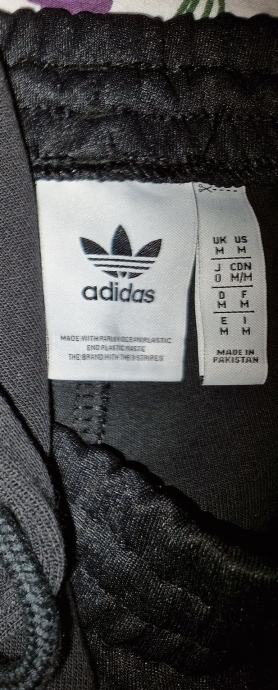 adidas
MADE WITH PARLEY OCEAN PLASTIC
END PLASTIC WASTE
THE BRAND WITH THE 3 STRIPES
UK US
M M
J CDN
O M/M
D F
M M
E I
M M
MADE IN
PAKISTAN